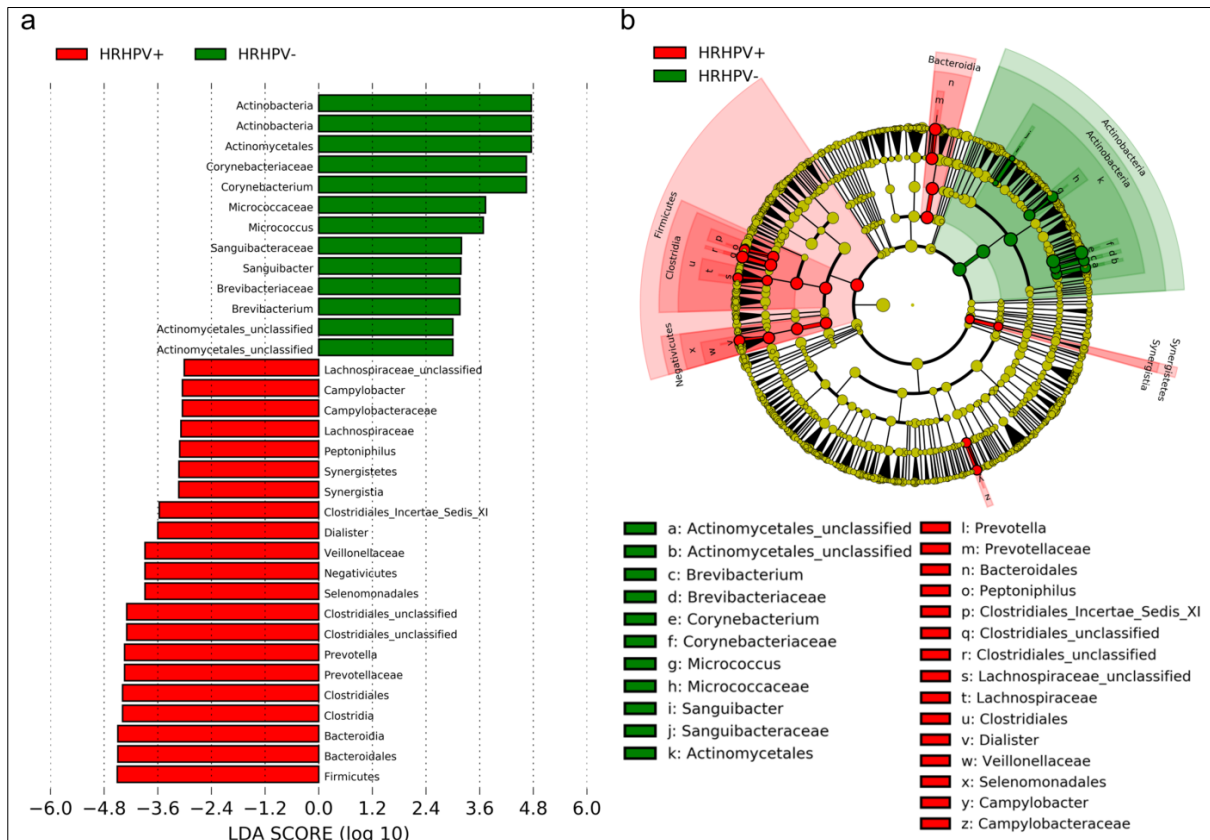 a
HRHPV+
HRHPV-
Actinobacteria
Actinobacteria
Actinomycetales
Corynebacteriaceae
Corynebacterium
Micrococcaceae
Micrococcus
Sanguibacteraceae
Sanguibacter
Brevibacteriaceae
Brevibacterium
Actinomycetales_unclassified
Actinomycetales_unclassified
Lachnospiraceae_unclassified
Campylobacter
Campylobacteraceae
Lachnospiraceae
Peptoniphilus
Synergistetes
Synergistia
Clostridiales_Incertae_Sedis_XI
Dialister
Veillonellaceae
Negativicutes
Selenomonadales
Clostridiales_unclassified
Clostridiales_unclassified
Prevotella
Prevotellaceae
Clostridiales
Clostridia
Bacteroidia
Bacteroidales
Firmicutes
−6.0 −4.8 −3.6 −2.4 −1.2 0.0 1.2 2.4 3.6 4.8 6.0
LDA SCORE (log 10)
b
HRHPV+
HRHPV-
Bacteroidia
n
m
Actinobacteria
Actinobacteria
k
h
g
f d b
e c a
Firmicutes
Clostridia
u
t
s
r
p
q o
Negativicutes
x
w
v
Synergistetes
Synergistia
y
z
a: Actinomycetales_unclassified
b: Actinomycetales_unclassified
c: Brevibacterium
d: Brevibacteriaceae
e: Corynebacterium
f: Corynebacteriaceae
g: Micrococcus
h: Micrococcaceae
i: Sanguibacter
j: Sanguibacteraceae
k: Actinomycetales
l: Prevotella
m: Prevotellaceae
n: Bacteroidales
o: Peptoniphilus
p: Clostridiales_Incertae_Sedis_XI
q: Clostridiales_unclassified
r: Clostridiales_unclassified
s: Lachnospiraceae_unclassified
t: Lachnospiraceae
u: Clostridiales
v: Dialister
w: Veillonellaceae
x: Selenomonadales
y: Campylobacter
z: Campylobacteraceae